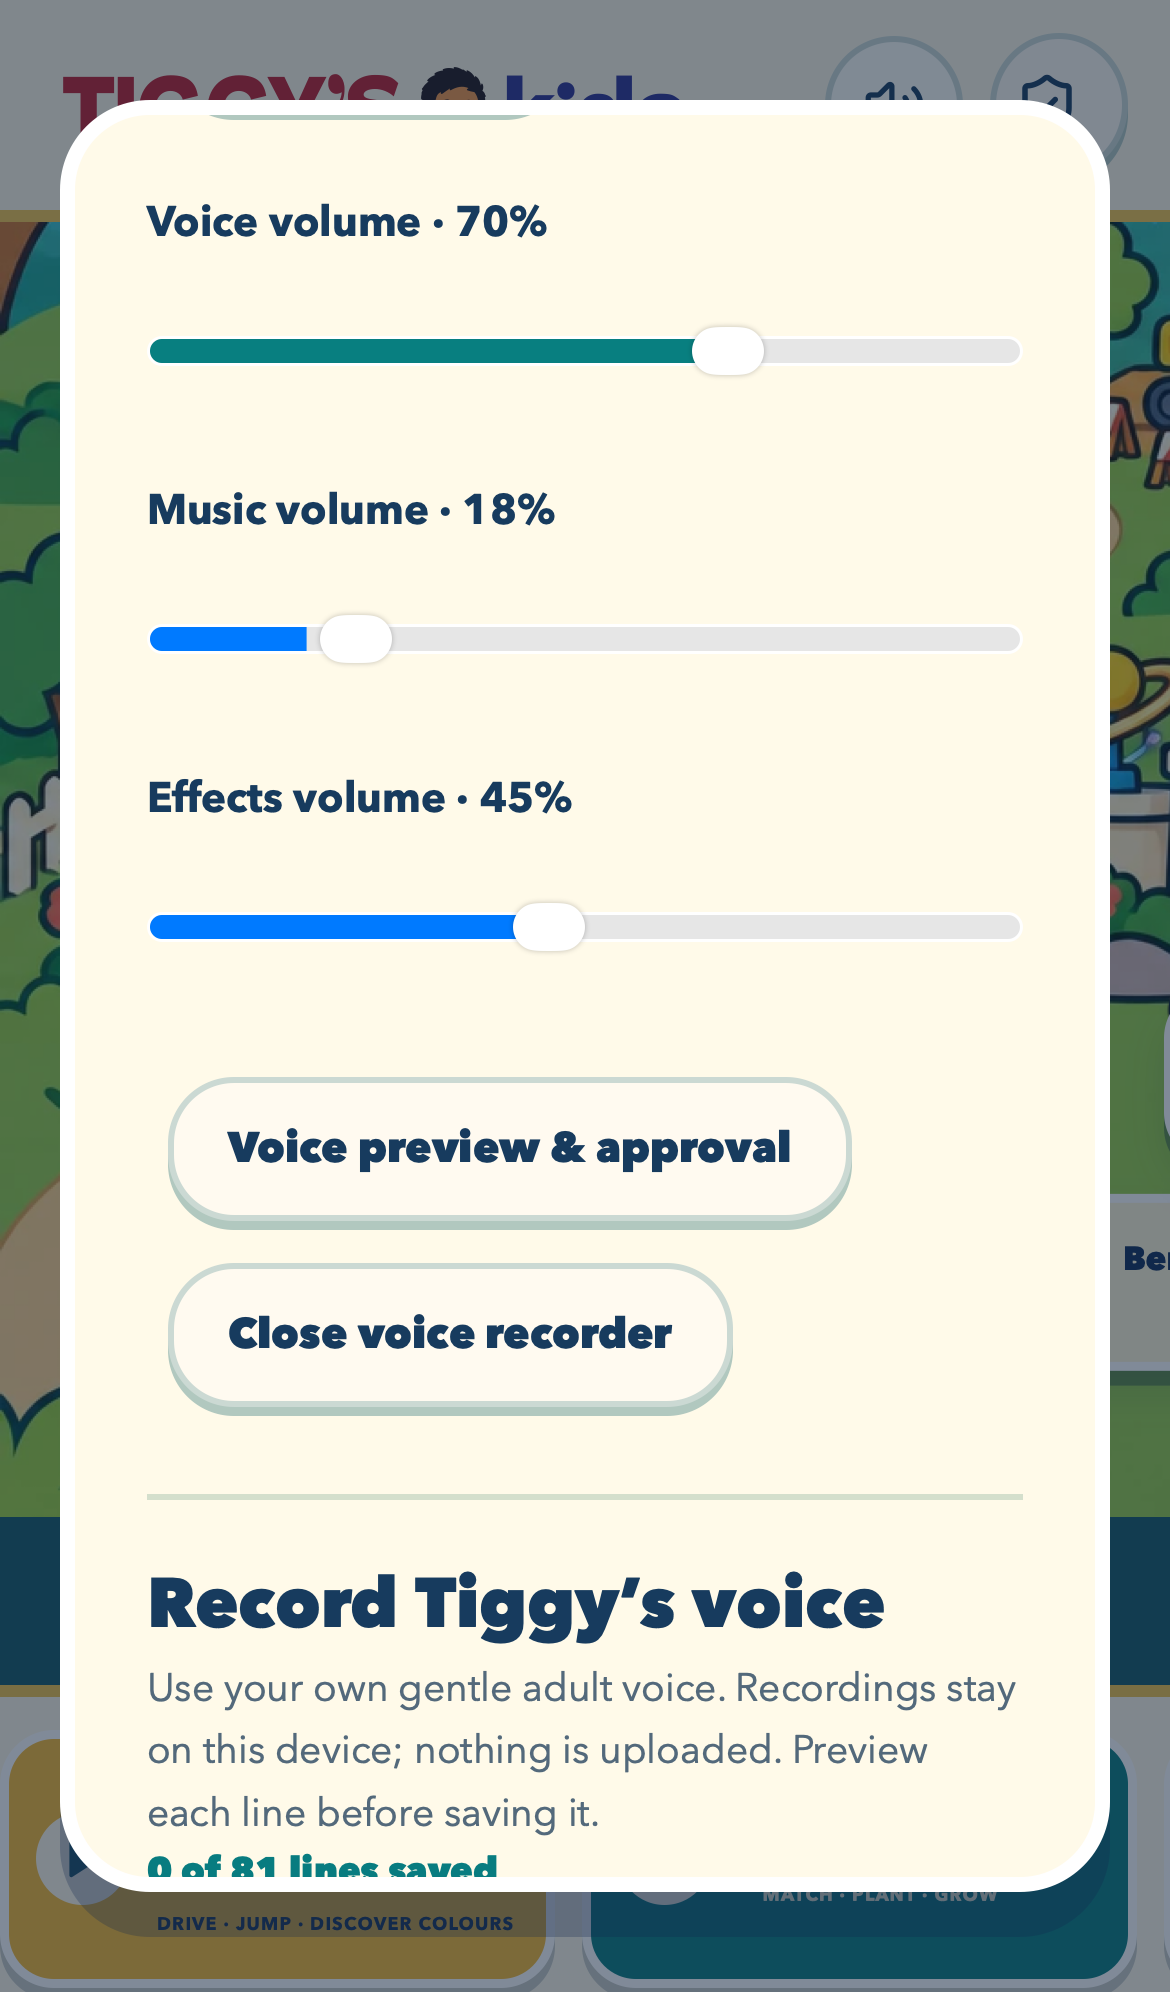 TIGGY'S kids
Voice volume · 70%
Music volume · 18%
Effects volume · 45%
Voice preview & approval
Close voice recorder
Record Tiggy’s voice
Use your own gentle adult voice. Recordings stay
on this device; nothing is uploaded. Preview
each line before saving it.
0 of 81 lines saved
MATCH · PLANT · GROW
DRIVE · JUMP · DISCOVER COLOURS